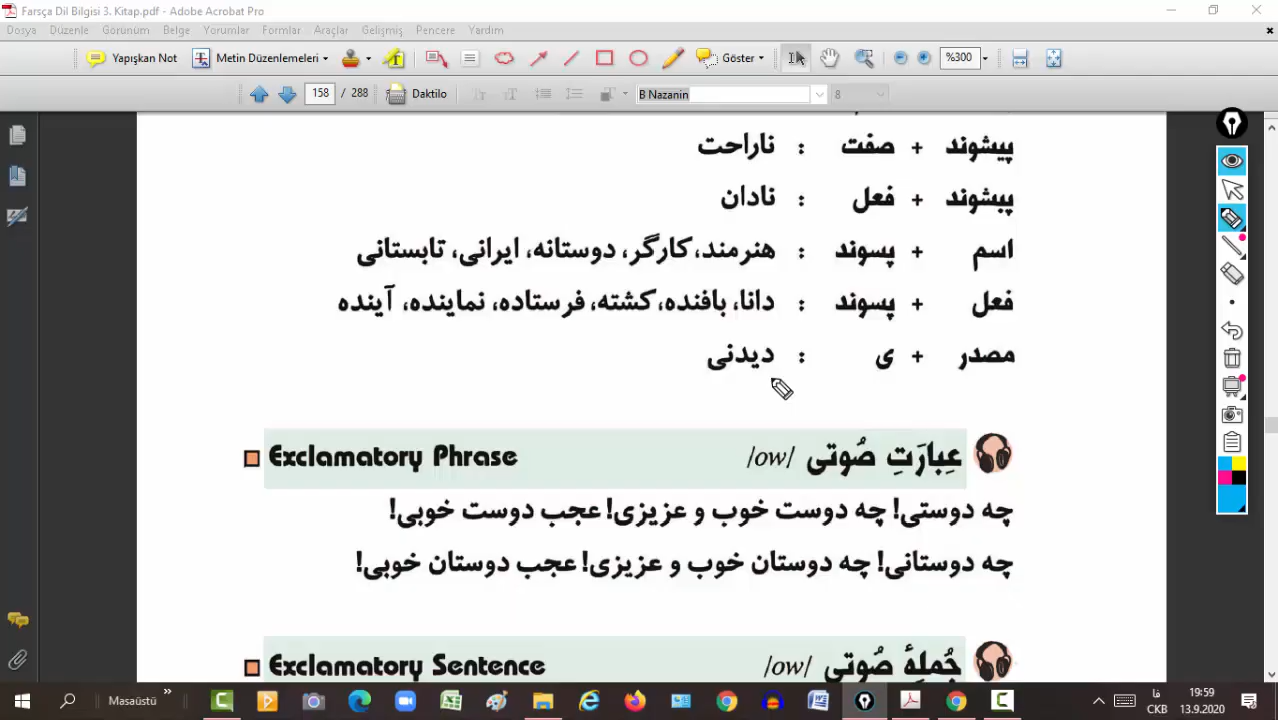 Farsça Dil Bilgisi 3. Kitap.pdf - Adobe Acrobat Pro
Dosya Düzenle Görünüm Belge Yorumlar Formlar Araçlar Gelişmiş Pencere Yardım
Yapışkan Not Metin Düzenlemeleri Göster %300
158 / 288 Daktilo B Nazanin 8
پیشوند + صفت : ناراحت
پیشوند + فعل : نادان
اسم + پسوند : هنرمند، کارگر، دوستانه، ایرانی، تابستانی
فعل + پسوند : دانا، بافنده، کشته، فرستاده، نماینده، آینده
مصدر + ی : دیدنی
عِبارَتِ صُوتی /ow/ Exclamatory Phrase
چه دوستی! چه دوست خوب و عزیزی! عجب دوست خوبی!
چه دوستانی! چه دوستان خوب و عزیزی! عجب دوستان خوبی!
جُملهٔ صُوتی /ow/ Exclamatory Sentence
Masaüstü » فا 19:59
CKB 13.9.2020